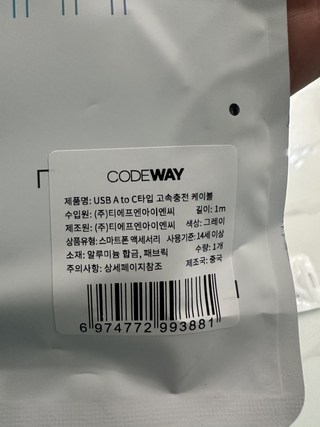 CODEWAY
제품명: USB A to C타입 고속충전 케이블
수입원: (주)티에프엔아이엔씨 길이: 1m
제조원: (주)티에프엔아이엔씨 색상: 그레이
상품유형: 스마트폰 액세서리 사용기준: 14세 이상
소재: 알루미늄 합금, 패브릭 수량: 1개
주의사항: 상세페이지참조 제조국: 중국
6 974772 993881